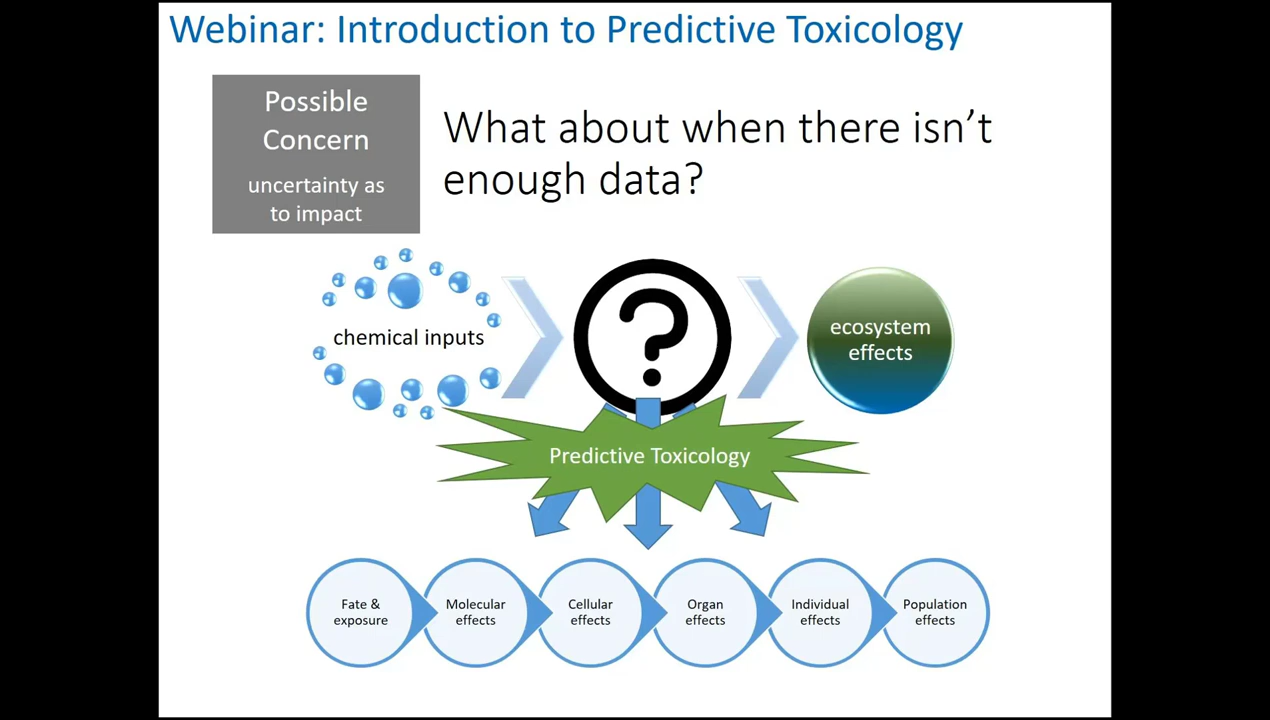 Webinar: Introduction to Predictive Toxicology
Possible
Concern
uncertainty as
to impact
What about when there isn’t
enough data?
chemical inputs
?
ecosystem
effects
Predictive Toxicology
Fate &
exposure
Molecular
effects
Cellular
effects
Organ
effects
Individual
effects
Population
effects